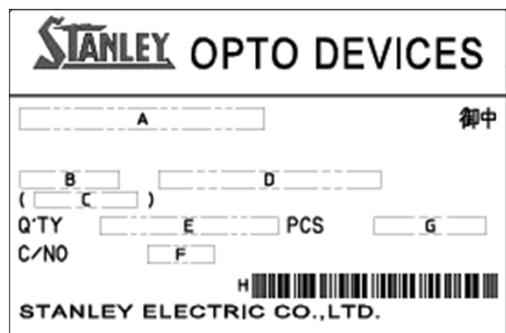 STANLEY OPTO DEVICES
A 御中
B D
( C )
Q'TY E PCS G
C/NO F
H
STANLEY ELECTRIC CO.,LTD.